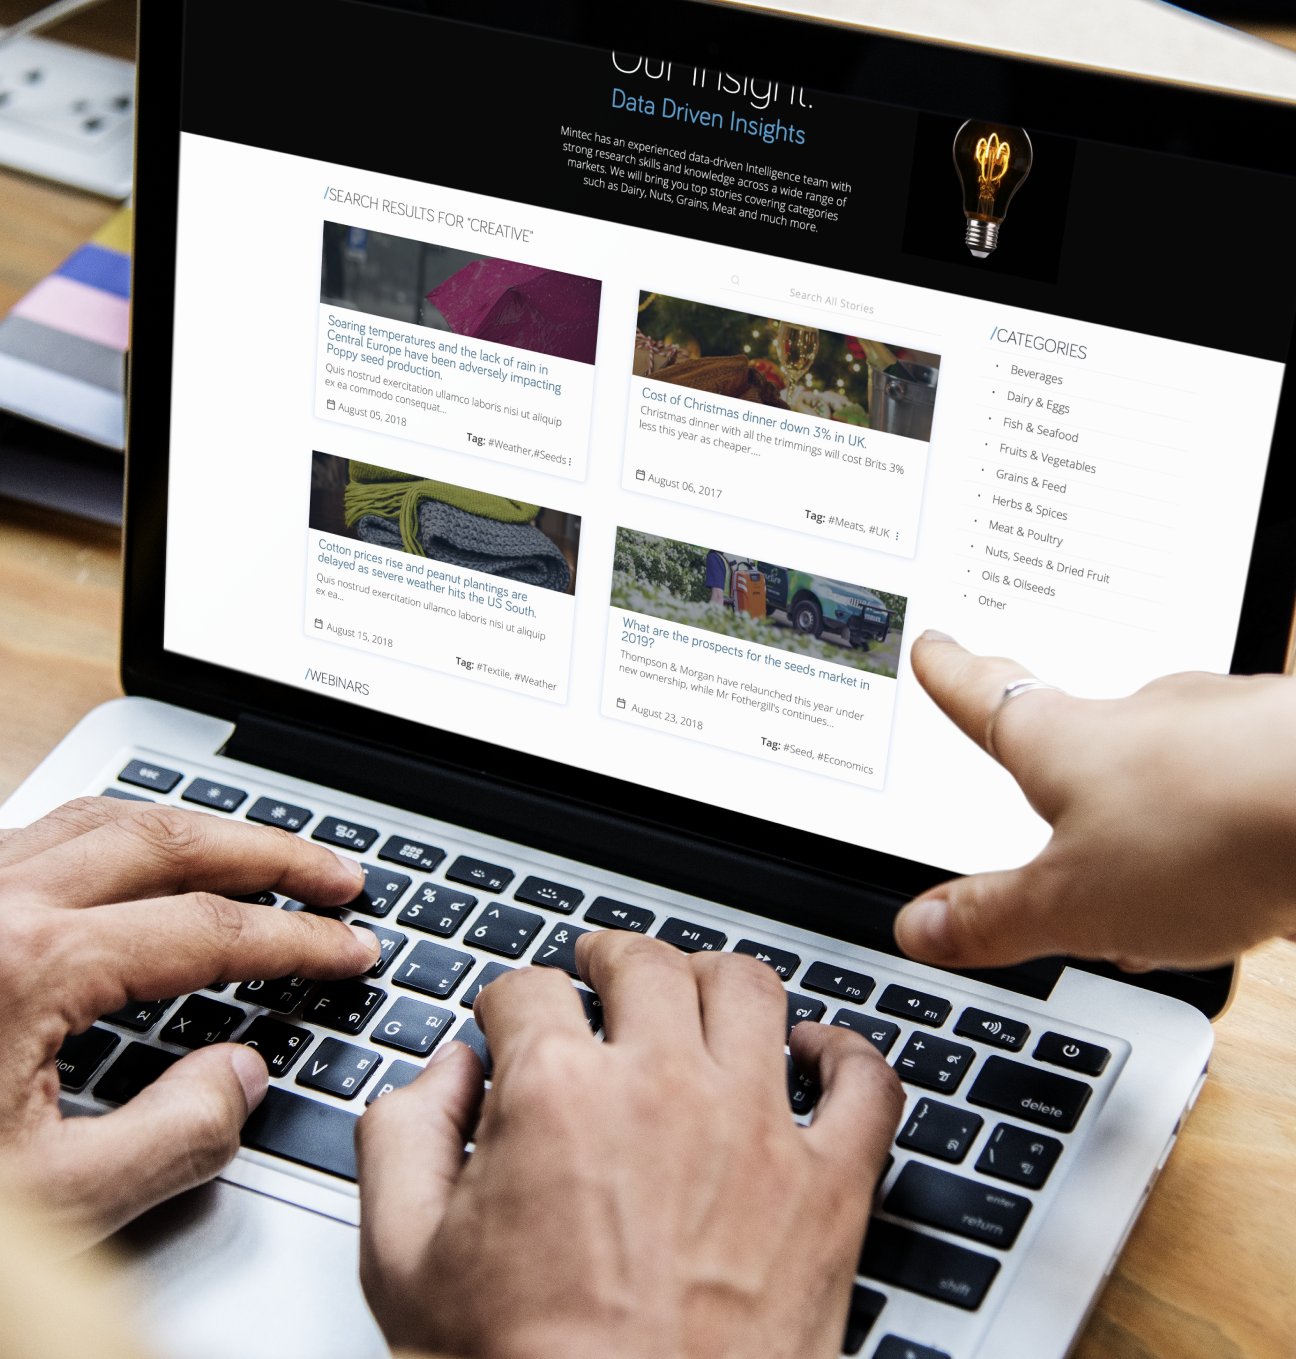 Our Insight.
Data Driven Insights
Mintec has an experienced data-driven Intelligence team with
strong research skills and knowledge across a wide range of
markets. We will bring you top stories covering categories
such as Dairy, Nuts, Grains, Meat and much more.
/SEARCH RESULTS FOR "CREATIVE"
Search All Stories
Soaring temperatures and the lack of rain in
Central Europe have been adversely impacting
Poppy seed production.
Quis nostrud exercitation ullamco laboris nisi ut aliquip
ex ea commodo consequat...
August 05, 2018
Tag: #Weather,#Seeds
Cost of Christmas dinner down 3% in UK.
Christmas dinner with all the trimmings will cost Brits 3%
less this year as cheaper....
August 06, 2017
Tag: #Meats, #UK
Cotton prices rise and peanut plantings are
delayed as severe weather hits the US South.
Quis nostrud exercitation ullamco laboris nisi ut aliquip
ex ea...
August 15, 2018
Tag: #Textile, #Weather
What are the prospects for the seeds market in
2019?
Thompson & Morgan have relaunched this year under
new ownership, while Mr Fothergill's continues...
August 23, 2018
Tag: #Seed, #Economics
/CATEGORIES
Beverages
Dairy & Eggs
Fish & Seafood
Fruits & Vegetables
Grains & Feed
Herbs & Spices
Meat & Poultry
Nuts, Seeds & Dried Fruit
Oils & Oilseeds
Other
/WEBINARS
esc F1 F2 F3 F4 F5 F6 F7 F8 F9 F10 F11 F12
% 5 ๔ ถ ^ 6 & 7 - + =
delete
T
D F G
enter
return
X C V
shift